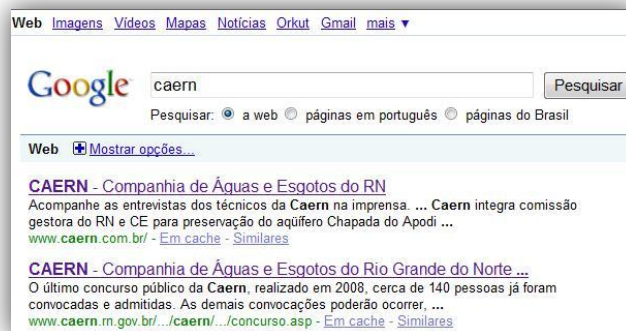 Web Imagens Vídeos Mapas Notícias Orkut Gmail mais ▼
Google caern Pesquisar
Pesquisar: a web páginas em português páginas do Brasil
Web Mostrar opções...
CAERN - Companhia de Águas e Esgotos do RN
Acompanhe as entrevistas dos técnicos da Caern na imprensa. ... Caern integra comissão
gestora do RN e CE para preservação do aqüífero Chapada do Apodi ...
www.caern.com.br/ - Em cache - Similares
CAERN - Companhia de Águas e Esgotos do Rio Grande do Norte ...
O último concurso público da Caern, realizado em 2008, cerca de 140 pessoas já foram
convocadas e admitidas. As demais convocações poderão ocorrer, ...
www.caern.rn.gov.br/.../caern/.../concurso.asp - Em cache - Similares